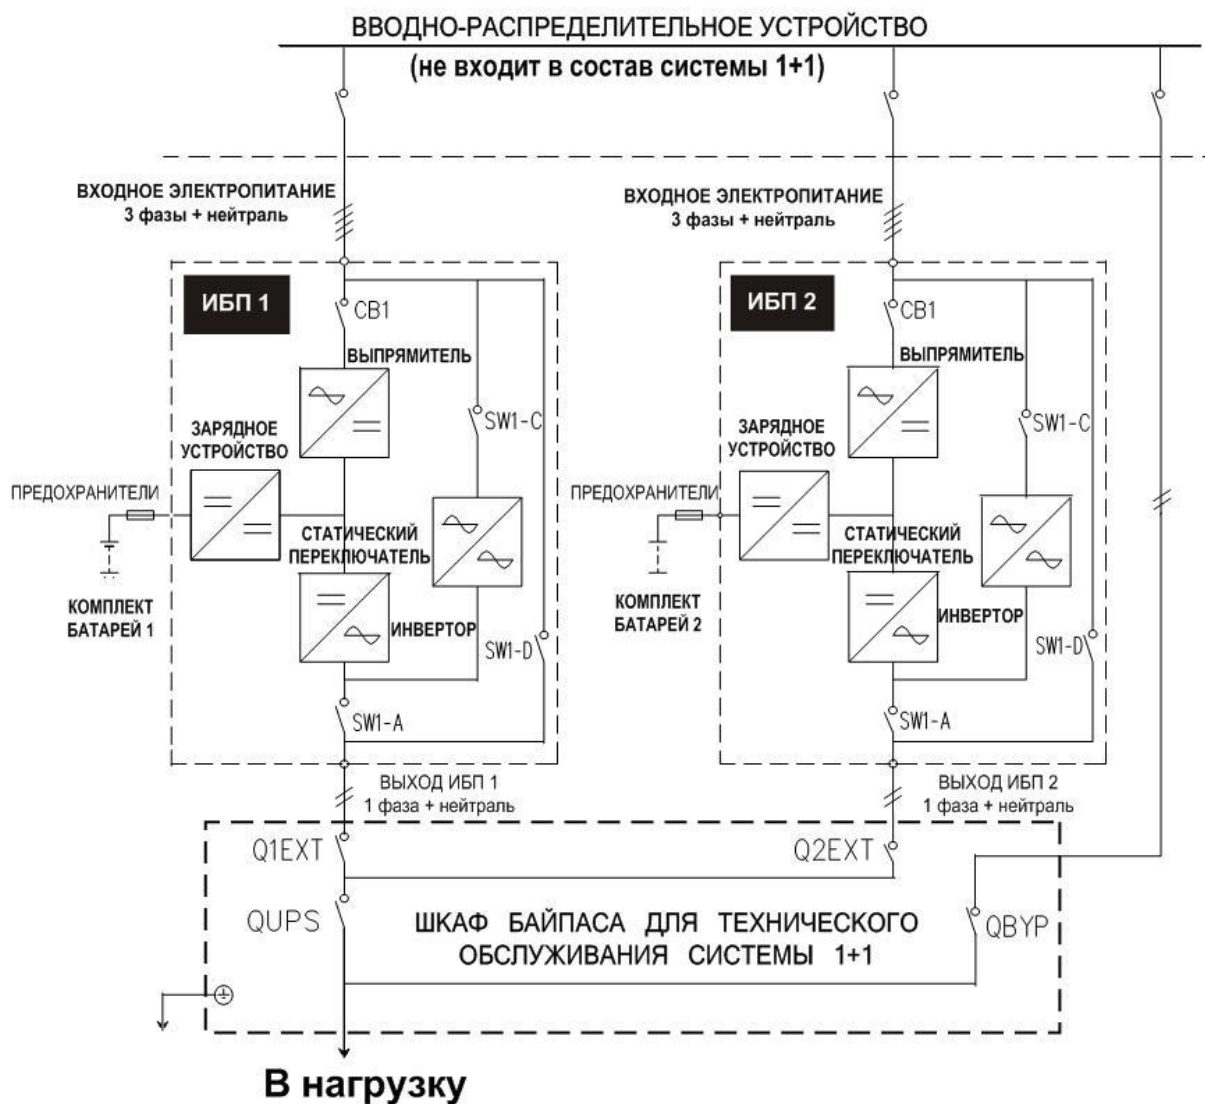 ВВОДНО-РАСПРЕДЕЛИТЕЛЬНОЕ УСТРОЙСТВО
(не входит в состав системы 1+1)
ВХОДНОЕ ЭЛЕКТРОПИТАНИЕ
3 фазы + нейтраль
ВХОДНОЕ ЭЛЕКТРОПИТАНИЕ
3 фазы + нейтраль
ИБП 1
CB1
ВЫПРЯМИТЕЛЬ
SW1-C
ЗАРЯДНОЕ
УСТРОЙСТВО
ПРЕДОХРАНИТЕЛИ
СТАТИЧЕСКИЙ
ПЕРЕКЛЮЧАТЕЛЬ
КОМПЛЕКТ
БАТАРЕЙ 1
ИНВЕРТОР
SW1-D
SW1-A
ИБП 2
CB1
ВЫПРЯМИТЕЛЬ
SW1-C
ЗАРЯДНОЕ
УСТРОЙСТВО
ПРЕДОХРАНИТЕЛИ
СТАТИЧЕСКИЙ
ПЕРЕКЛЮЧАТЕЛЬ
КОМПЛЕКТ
БАТАРЕЙ 2
ИНВЕРТОР
SW1-D
SW1-A
ВЫХОД ИБП 1
1 фаза + нейтраль
ВЫХОД ИБП 2
1 фаза + нейтраль
Q1EXT
Q2EXT
QUPS
ШКАФ БАЙПАСА ДЛЯ ТЕХНИЧЕСКОГО
ОБСЛУЖИВАНИЯ СИСТЕМЫ 1+1
QBYP
В нагрузку